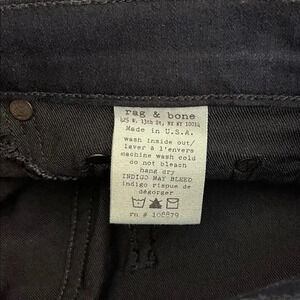 rag & bone
425 W. 13th St, NY NY 10014
Made in U.S.A.
wash inside out/
laver à l'envers
machine wash cold
do not bleach
hang dry
INDIGO MAY BLEED
indigo risque de
dégorger
rn # 108879